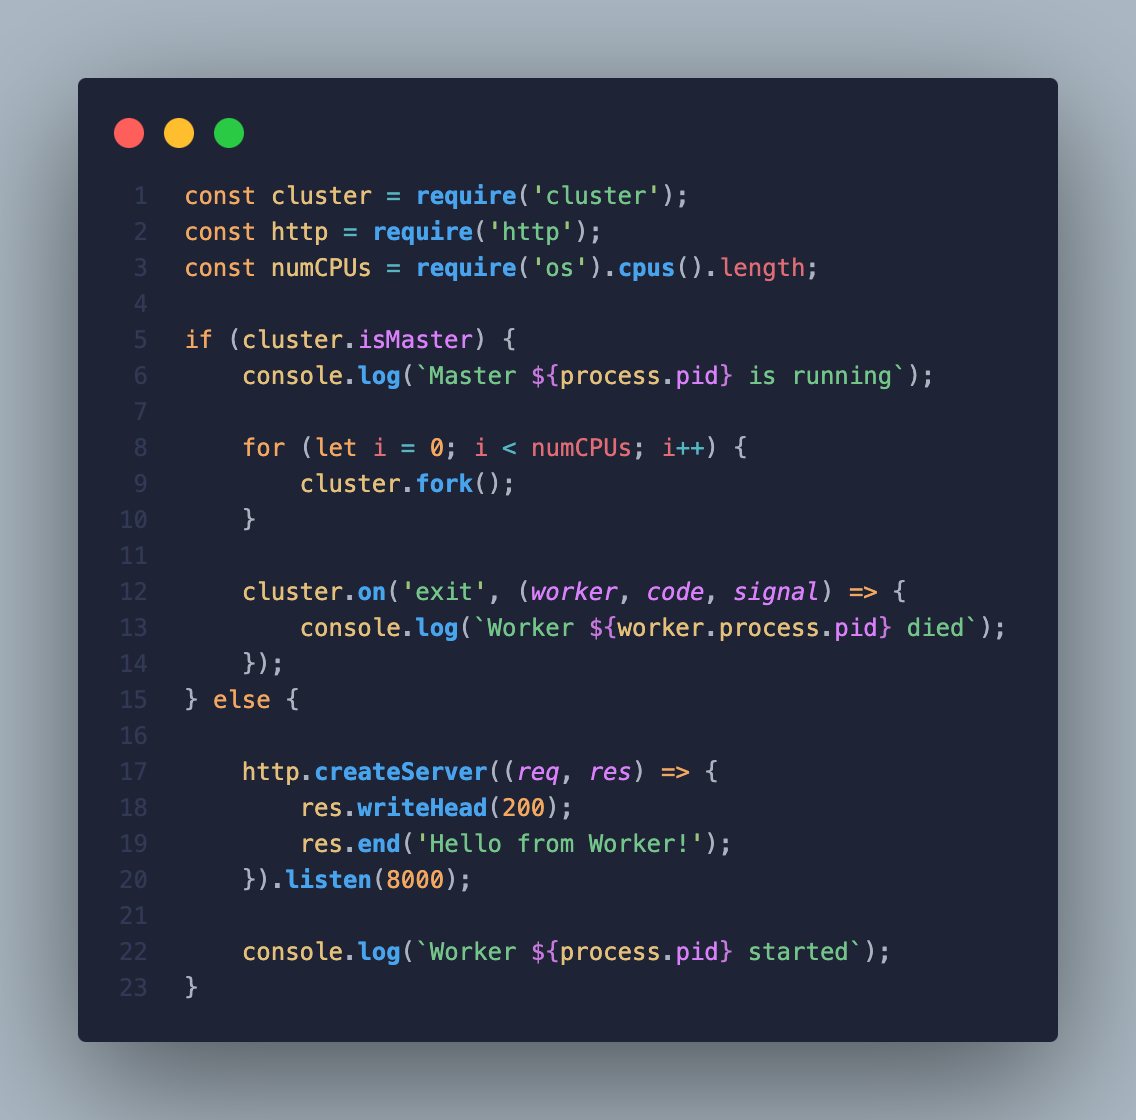 1 const cluster = require('cluster');
2 const http = require('http');
3 const numCPUs = require('os').cpus().length;
4
5 if (cluster.isMaster) {
6     console.log(`Master ${process.pid} is running`);
7
8     for (let i = 0; i < numCPUs; i++) {
9         cluster.fork();
10     }
11
12     cluster.on('exit', (worker, code, signal) => {
13         console.log(`Worker ${worker.process.pid} died`);
14     });
15 } else {
16
17     http.createServer((req, res) => {
18         res.writeHead(200);
19         res.end('Hello from Worker!');
20     }).listen(8000);
21
22     console.log(`Worker ${process.pid} started`);
23 }